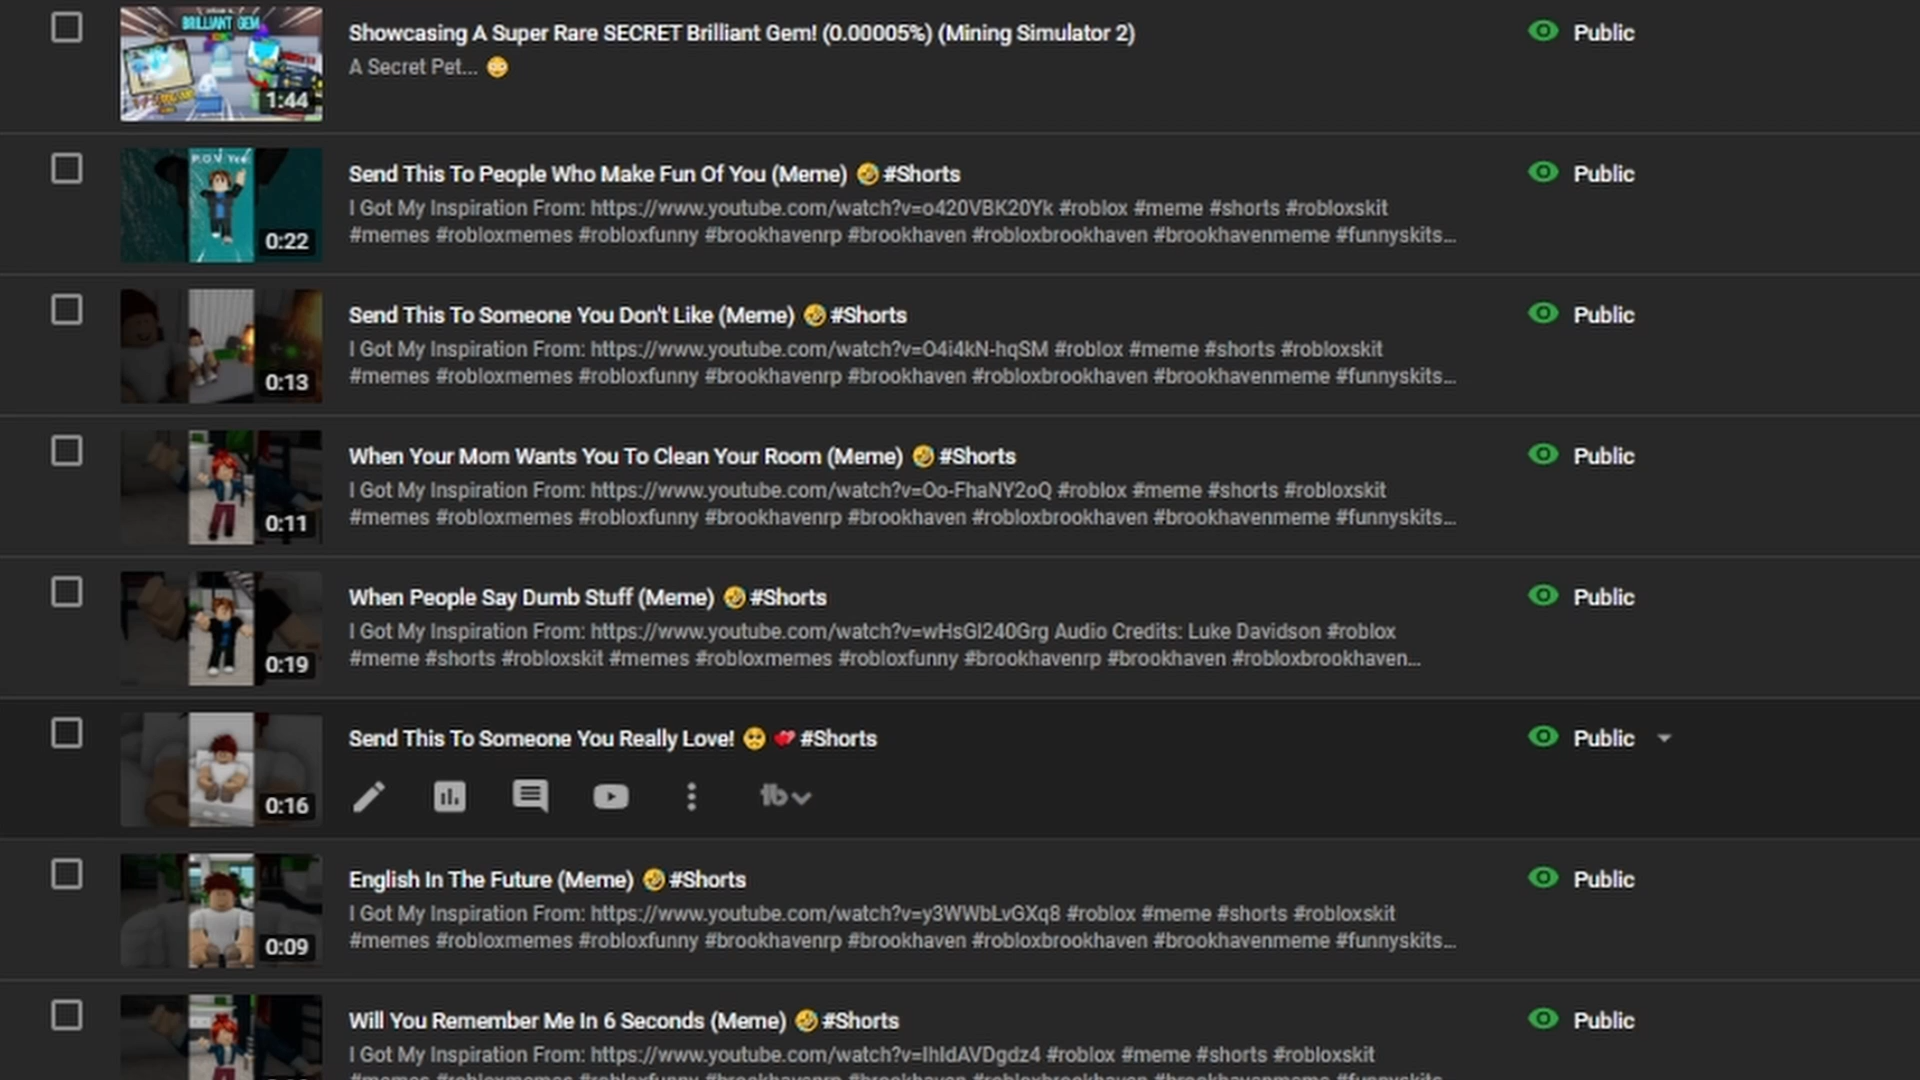 BRILLIANT GEM
1:44
Showcasing A Super Rare SECRET Brilliant Gem! (0.00005%) (Mining Simulator 2)
A Secret Pet... 😳
Public
P.O.V You
0:22
Send This To People Who Make Fun Of You (Meme) 🤣 #Shorts
I Got My Inspiration From: https://www.youtube.com/watch?v=o420VBK20Yk #roblox #meme #shorts #robloxskit
#memes #robloxmemes #robloxfunny #brookhavenrp #brookhaven #robloxbrookhaven #brookhavenmeme #funnyskits...
Public
0:13
Send This To Someone You Don't Like (Meme) 🤣 #Shorts
I Got My Inspiration From: https://www.youtube.com/watch?v=O4i4kN-hqSM #roblox #meme #shorts #robloxskit
#memes #robloxmemes #robloxfunny #brookhavenrp #brookhaven #robloxbrookhaven #brookhavenmeme #funnyskits...
Public
0:11
When Your Mom Wants You To Clean Your Room (Meme) 🤣 #Shorts
I Got My Inspiration From: https://www.youtube.com/watch?v=Oo-FhaNY2oQ #roblox #meme #shorts #robloxskit
#memes #robloxmemes #robloxfunny #brookhavenrp #brookhaven #robloxbrookhaven #brookhavenmeme #funnyskits...
Public
0:19
When People Say Dumb Stuff (Meme) 🤣 #Shorts
I Got My Inspiration From: https://www.youtube.com/watch?v=wHsGl240Grg Audio Credits: Luke Davidson #roblox
#meme #shorts #robloxskit #memes #robloxmemes #robloxfunny #brookhavenrp #brookhaven #robloxbrookhaven...
Public
0:16
Send This To Someone You Really Love! 🥺 💕 #Shorts
Public
tb
0:09
English In The Future (Meme) 🤣 #Shorts
I Got My Inspiration From: https://www.youtube.com/watch?v=y3WWbLvGXq8 #roblox #meme #shorts #robloxskit
#memes #robloxmemes #robloxfunny #brookhavenrp #brookhaven #robloxbrookhaven #brookhavenmeme #funnyskits...
Public
Will You Remember Me In 6 Seconds (Meme) 🤣 #Shorts
I Got My Inspiration From: https://www.youtube.com/watch?v=IhIdAVDgdz4 #roblox #meme #shorts #robloxskit
Public